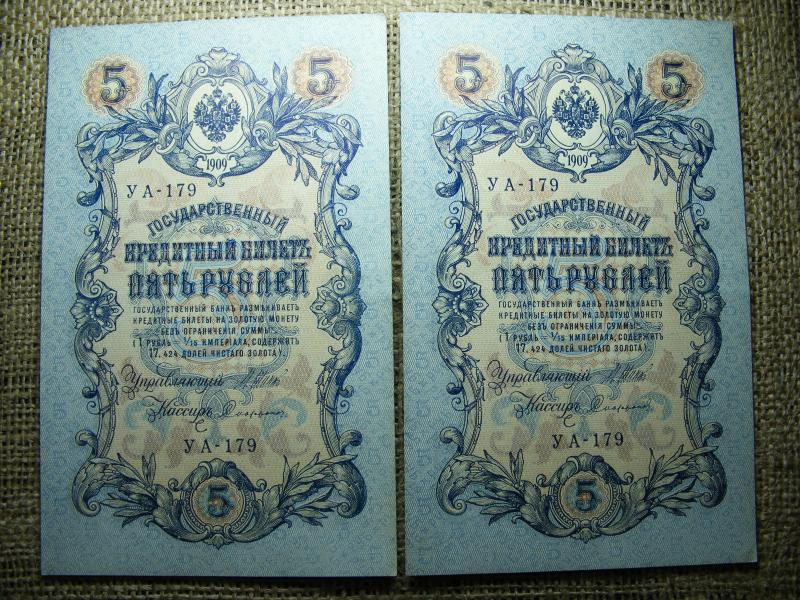 5 5
1909
УА-179
ГОСУДАРСТВЕННЫЙ
КРЕДИТНЫЙ БИЛЕТЪ
ПЯТЬ РУБЛЕЙ
ГОСУДАРСТВЕННЫЙ БАНКЪ РАЗМѢНИВАЕТЪ
КРЕДИТНЫЕ БИЛЕТЫ НА ЗОЛОТУЮ МОНЕТУ
БЕЗЪ ОГРАНИЧЕНІЯ СУММЫ
(1 РУБЛЬ = 1/15 ИМПЕРІАЛА, СОДЕРЖИТЪ
17,424 ДОЛЕЙ ЧИСТАГО ЗОЛОТА).
Управляющій
Кассиръ
УА-179
5
5 5
1909
УА-179
ГОСУДАРСТВЕННЫЙ
КРЕДИТНЫЙ БИЛЕТЪ
ПЯТЬ РУБЛЕЙ
ГОСУДАРСТВЕННЫЙ БАНКЪ РАЗМѢНИВАЕТЪ
КРЕДИТНЫЕ БИЛЕТЫ НА ЗОЛОТУЮ МОНЕТУ
БЕЗЪ ОГРАНИЧЕНІЯ СУММЫ
(1 РУБЛЬ = 1/15 ИМПЕРІАЛА, СОДЕРЖИТЪ
17,424 ДОЛЕЙ ЧИСТАГО ЗОЛОТА).
Управляющій
Кассиръ
УА-179
5